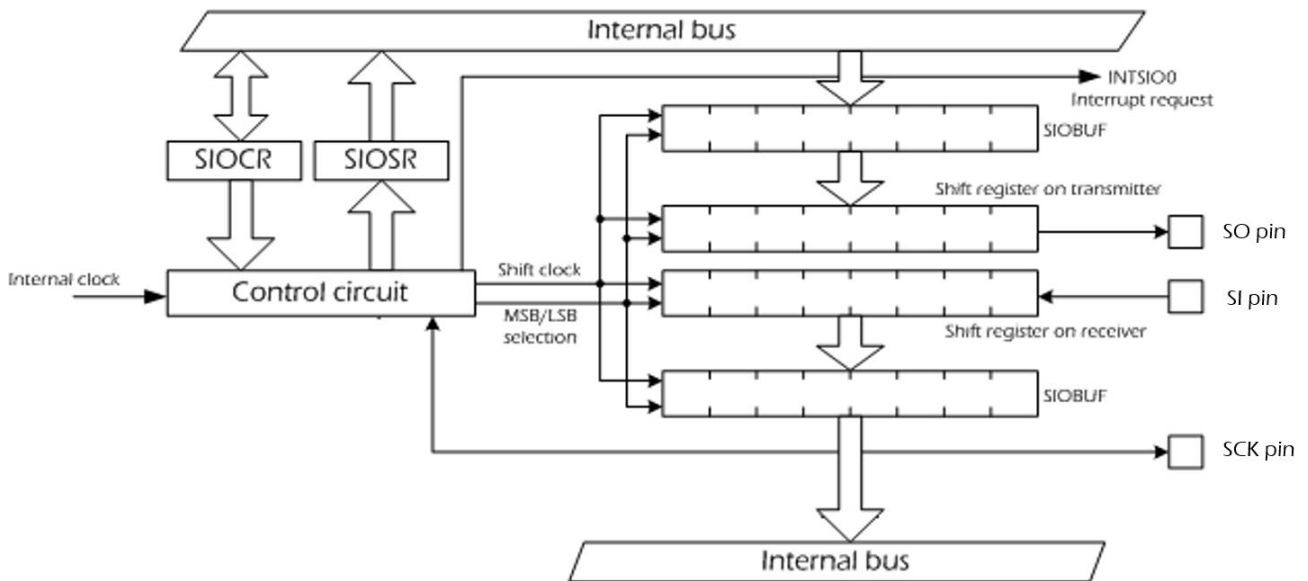 Internal bus
INTSIO0
Interrupt request
SIOBUF
SIOCR
SIOSR
Shift register on transmitter
SO pin
Internal clock
Control circuit
Shift clock
MSB/LSB
selection
SI pin
Shift register on receiver
SIOBUF
SCK pin
Internal bus